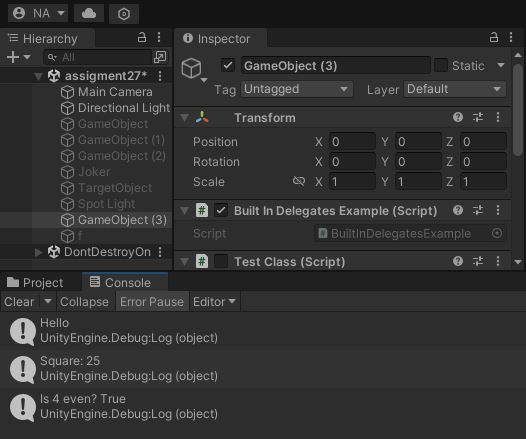 NA
Hierarchy
All
assigment27*
Main Camera
Directional Light
GameObject
GameObject (1)
GameObject (2)
Joker
TargetObject
Spot Light
GameObject (3)
f
DontDestroyOn
Inspector
GameObject (3)
Static
Tag Untagged Layer Default
Transform
Position X 0 Y 0 Z 0
Rotation X 0 Y 0 Z 0
Scale X 1 Y 1 Z 1
# Built In Delegates Example (Script)
Script # BuiltInDelegatesExample
# Test Class (Script)
Project Console
Clear Collapse Error Pause Editor
Hello
UnityEngine.Debug:Log (object)
Square: 25
UnityEngine.Debug:Log (object)
Is 4 even? True
UnityEngine.Debug:Log (object)